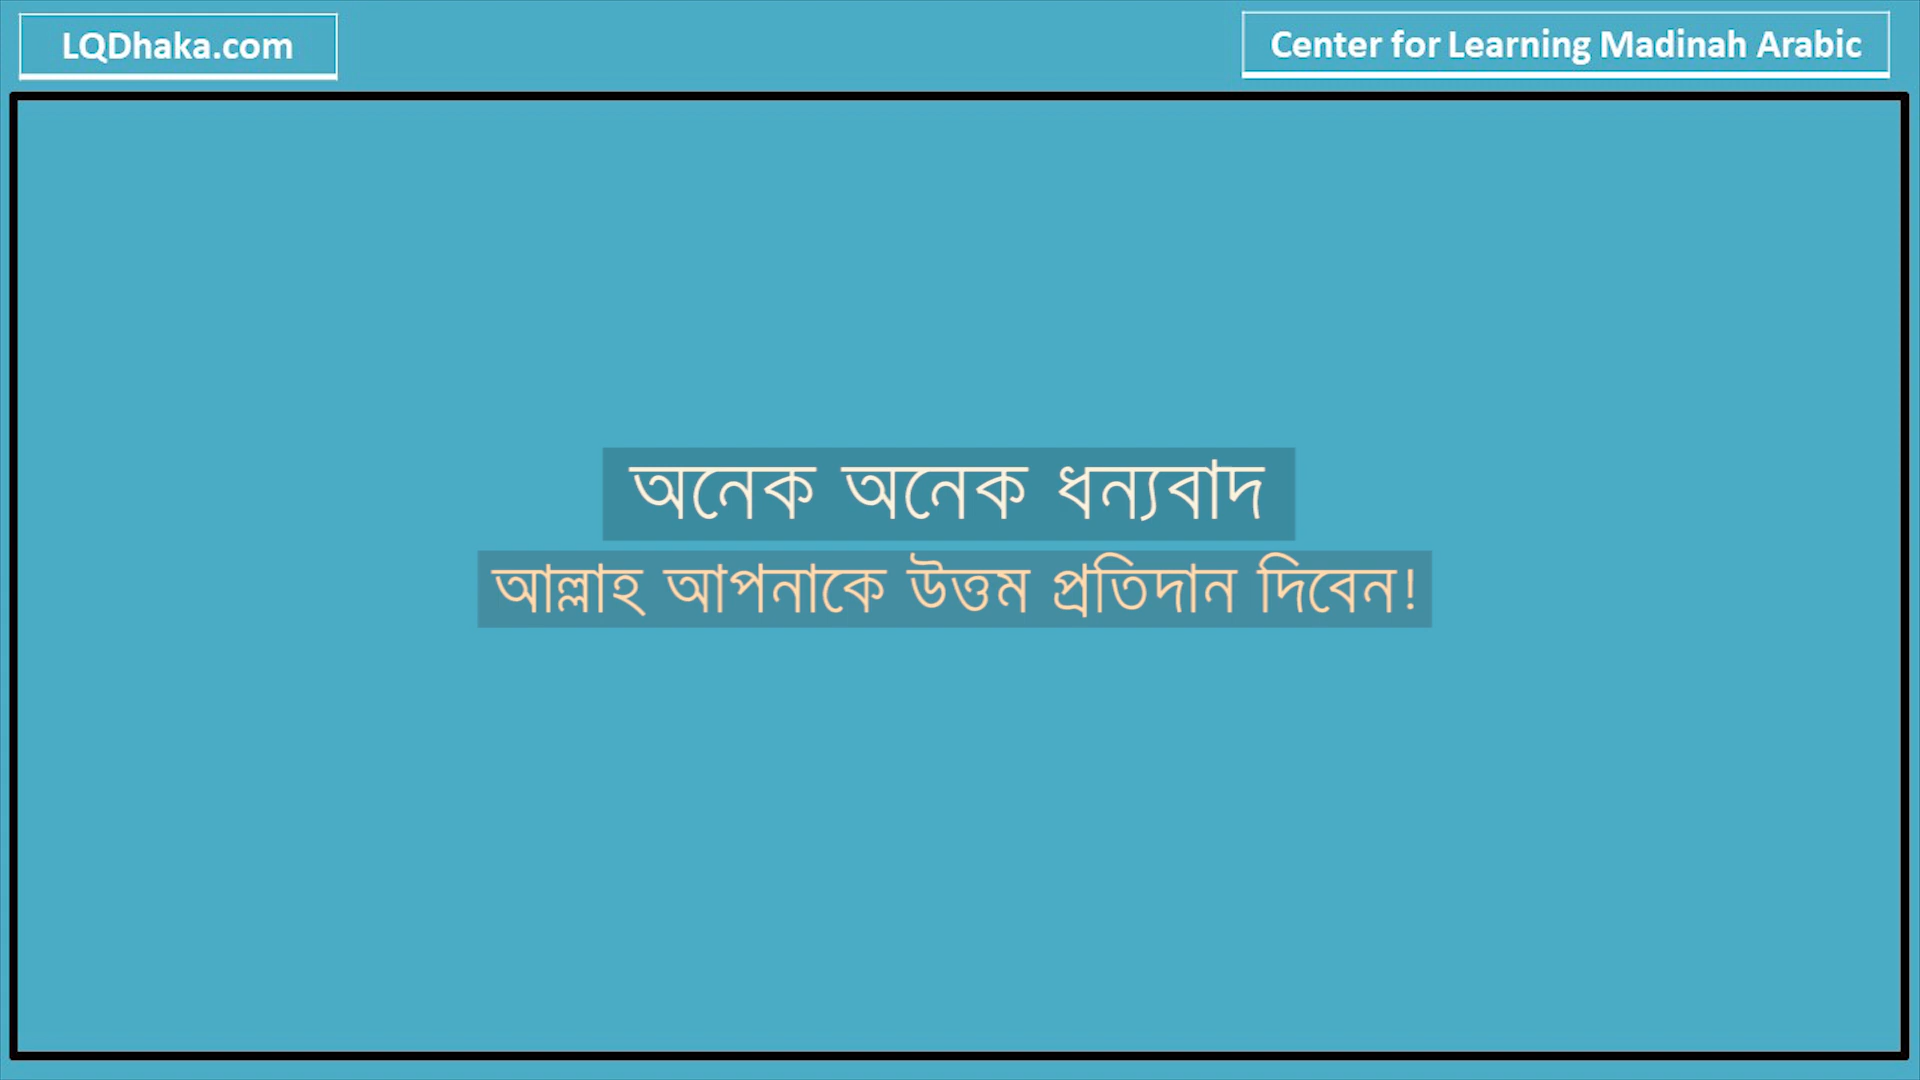 LQDhaka.com
Center for Learning Madinah Arabic
অনেক অনেক ধন্যবাদ
আল্লাহ আপনাকে উত্তম প্রতিদান দিবেন!